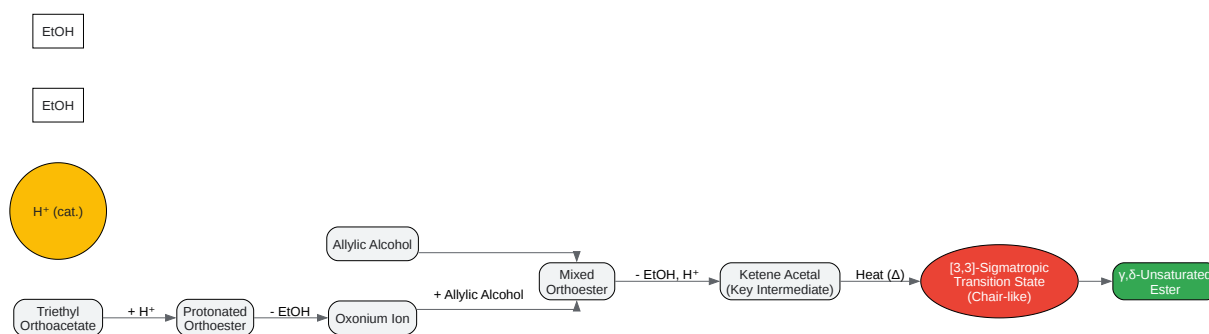 EtOH
EtOH
H⁺ (cat.)
Allylic Alcohol
Mixed
Orthoester
- EtOH, H⁺
Ketene Acetal
(Key Intermediate)
Heat (Δ)
[3,3]-Sigmatropic
Transition State
(Chair-like)
γ,δ-Unsaturated
Ester
Triethyl
Orthoacetate
+ H⁺
Protonated
Orthoester
- EtOH
Oxonium Ion
+ Allylic Alcohol